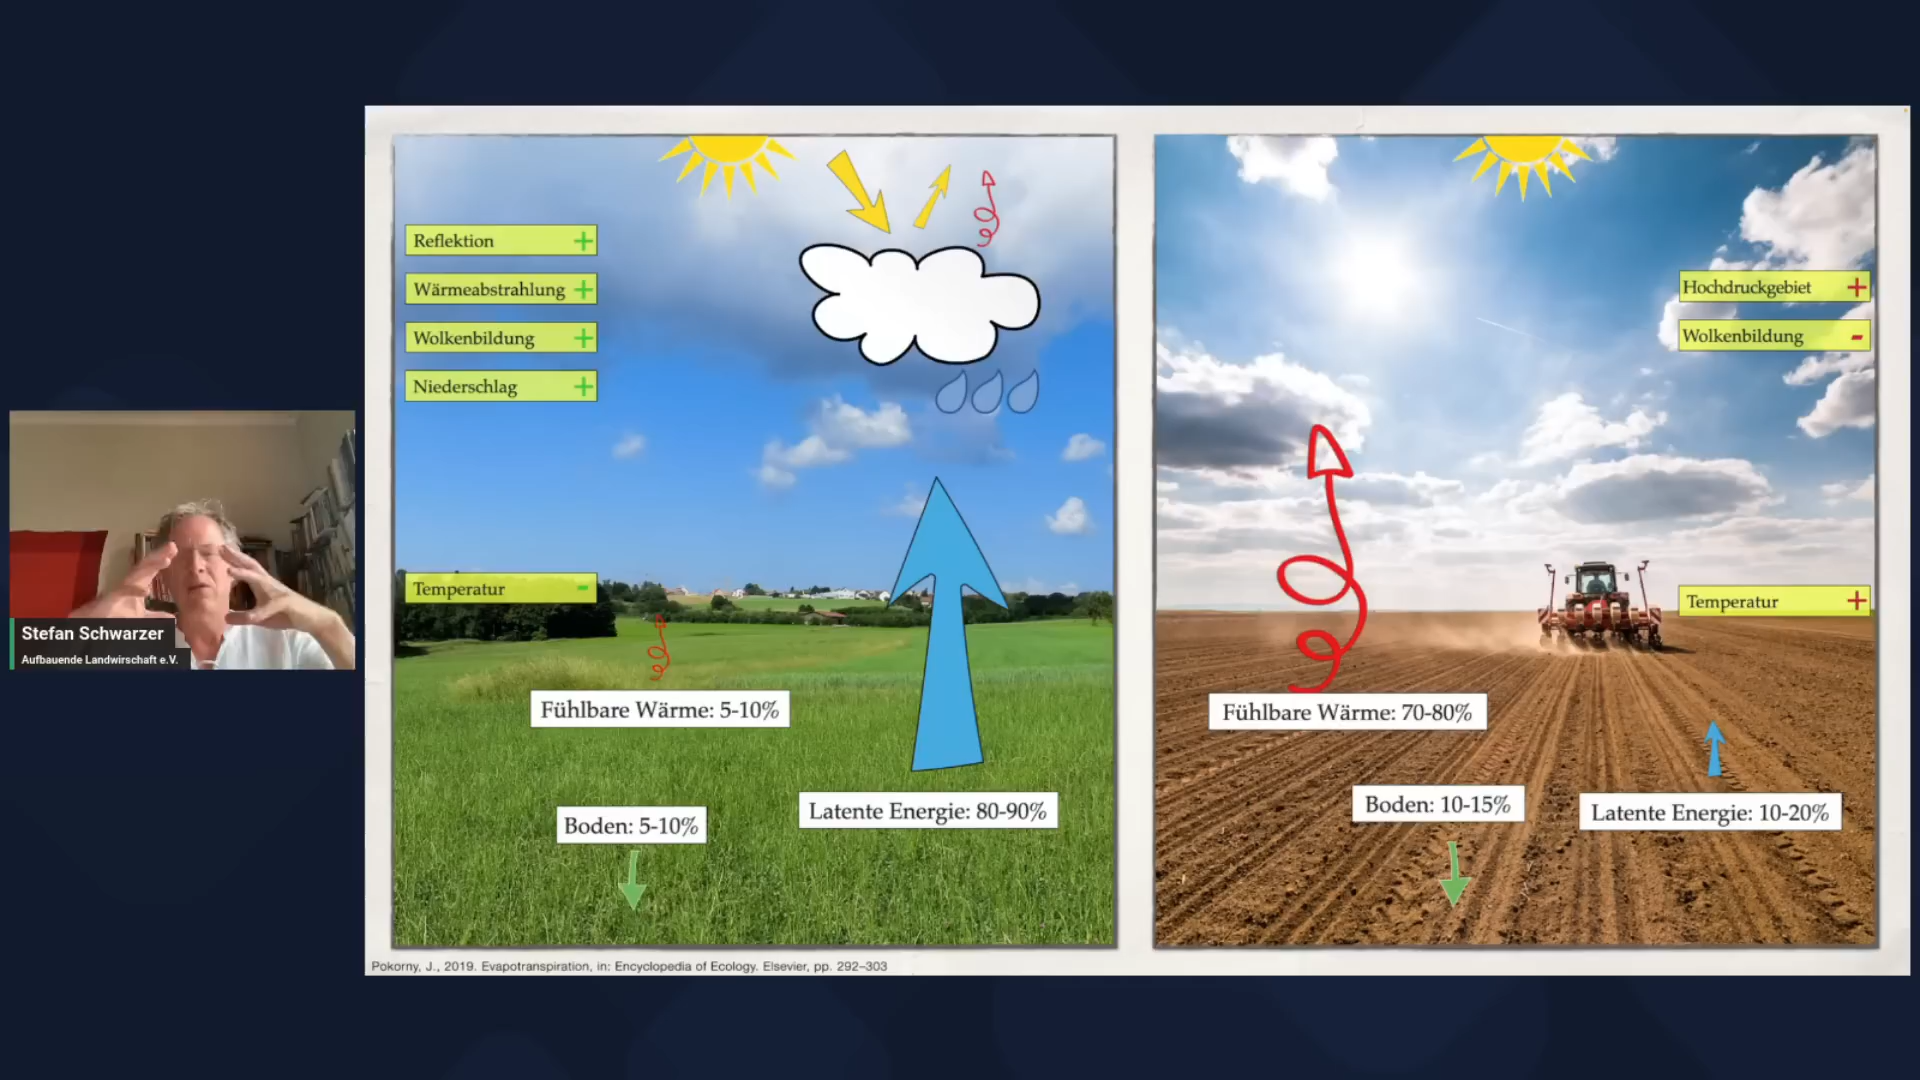 Reflektion +
Wärmeabstrahlung +
Wolkenbildung +
Niederschlag +
Temperatur -
Fühlbare Wärme: 5-10%
Latente Energie: 80-90%
Boden: 5-10%
Hochdruckgebiet +
Wolkenbildung -
Temperatur +
Fühlbare Wärme: 70-80%
Boden: 10-15%
Latente Energie: 10-20%
Stefan Schwarzer
Aufbauende Landwirschaft e.V.
Pokorny, J., 2019. Evapotranspiration, in: Encyclopedia of Ecology. Elsevier, pp. 292–303